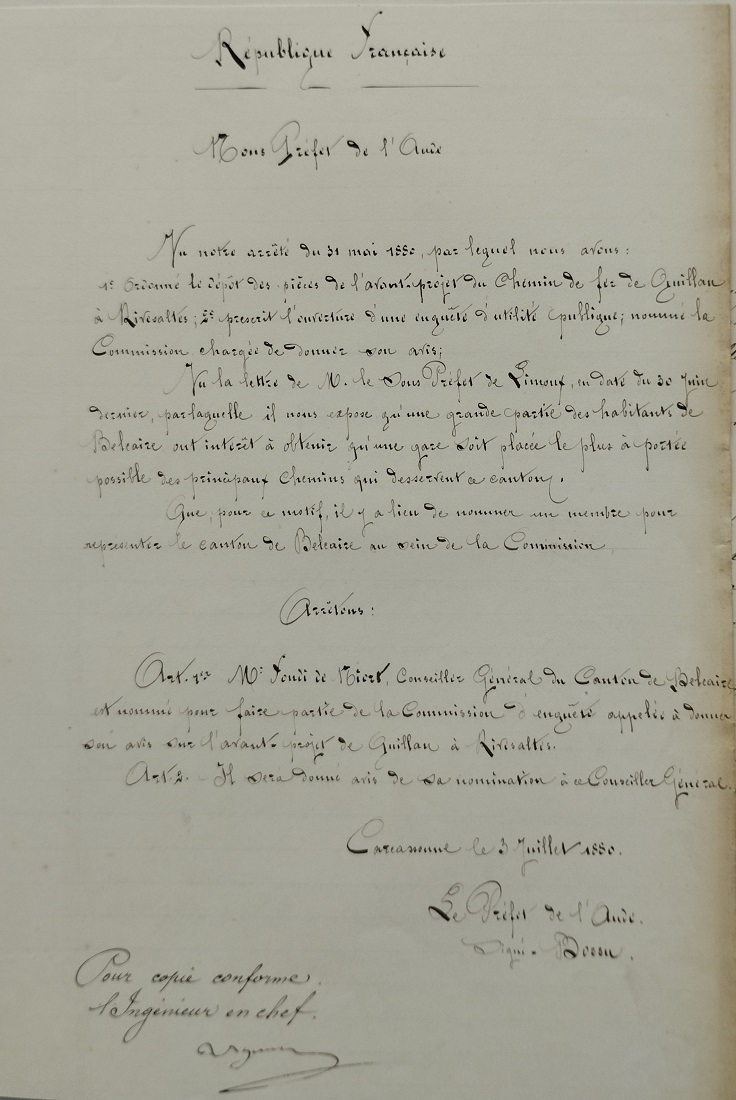 République Française
Nous Préfet de l'Aude
Vu notre arrêté du 31 mai 1880, par lequel nous avons :
1º Ordonné le dépôt des pièces de l'avant-projet du Chemin de fer de Quillan
à Rivesaltes ; 2º prescrit l'ouverture d'une enquête d'utilité publique ; nommé la
Commission chargée de donner son avis ;
Vu la lettre de M. le Sous Préfet de Limoux, en date du 30 Juin
dernier, par laquelle il nous expose qu'une grande partie des habitants de
Belcaire ont intérêt à obtenir qu'une gare soit placée le plus à portée
possible des principaux chemins qui desservent ce canton.
Que, pour ce motif, il y a lieu de nommer un membre pour
représenter le canton de Belcaire au sein de la Commission
Arrêtons :
Art. 1er Mr Fondi de Niort, Conseiller Général du Canton de Belcaire
est nommé pour faire partie de la Commission d'enquête appelée à donner
son avis sur l'avant-projet de Quillan à Rivesaltes.
Art. 2. Il sera donné avis de sa nomination à ce Conseiller Général.
Carcassonne le 3 Juillet 1880.
Le Préfet de l'Aude.
Signé. Bossu.
Pour copie conforme.
l'Ingénieur en chef.